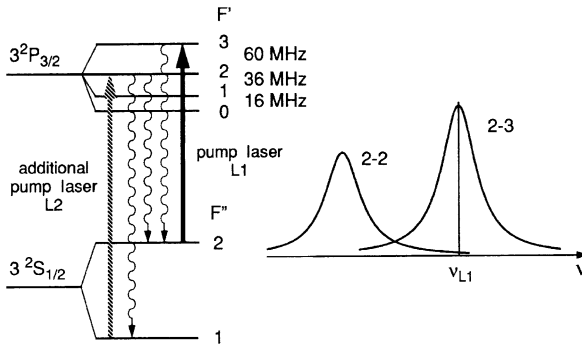 F'
3²P₃/₂
3
2
1
0
60 MHz
36 MHz
16 MHz
additional
pump laser
L2
pump laser
L1
F"
2
3 ²S₁/₂
1
2-2
2-3
νL1
ν